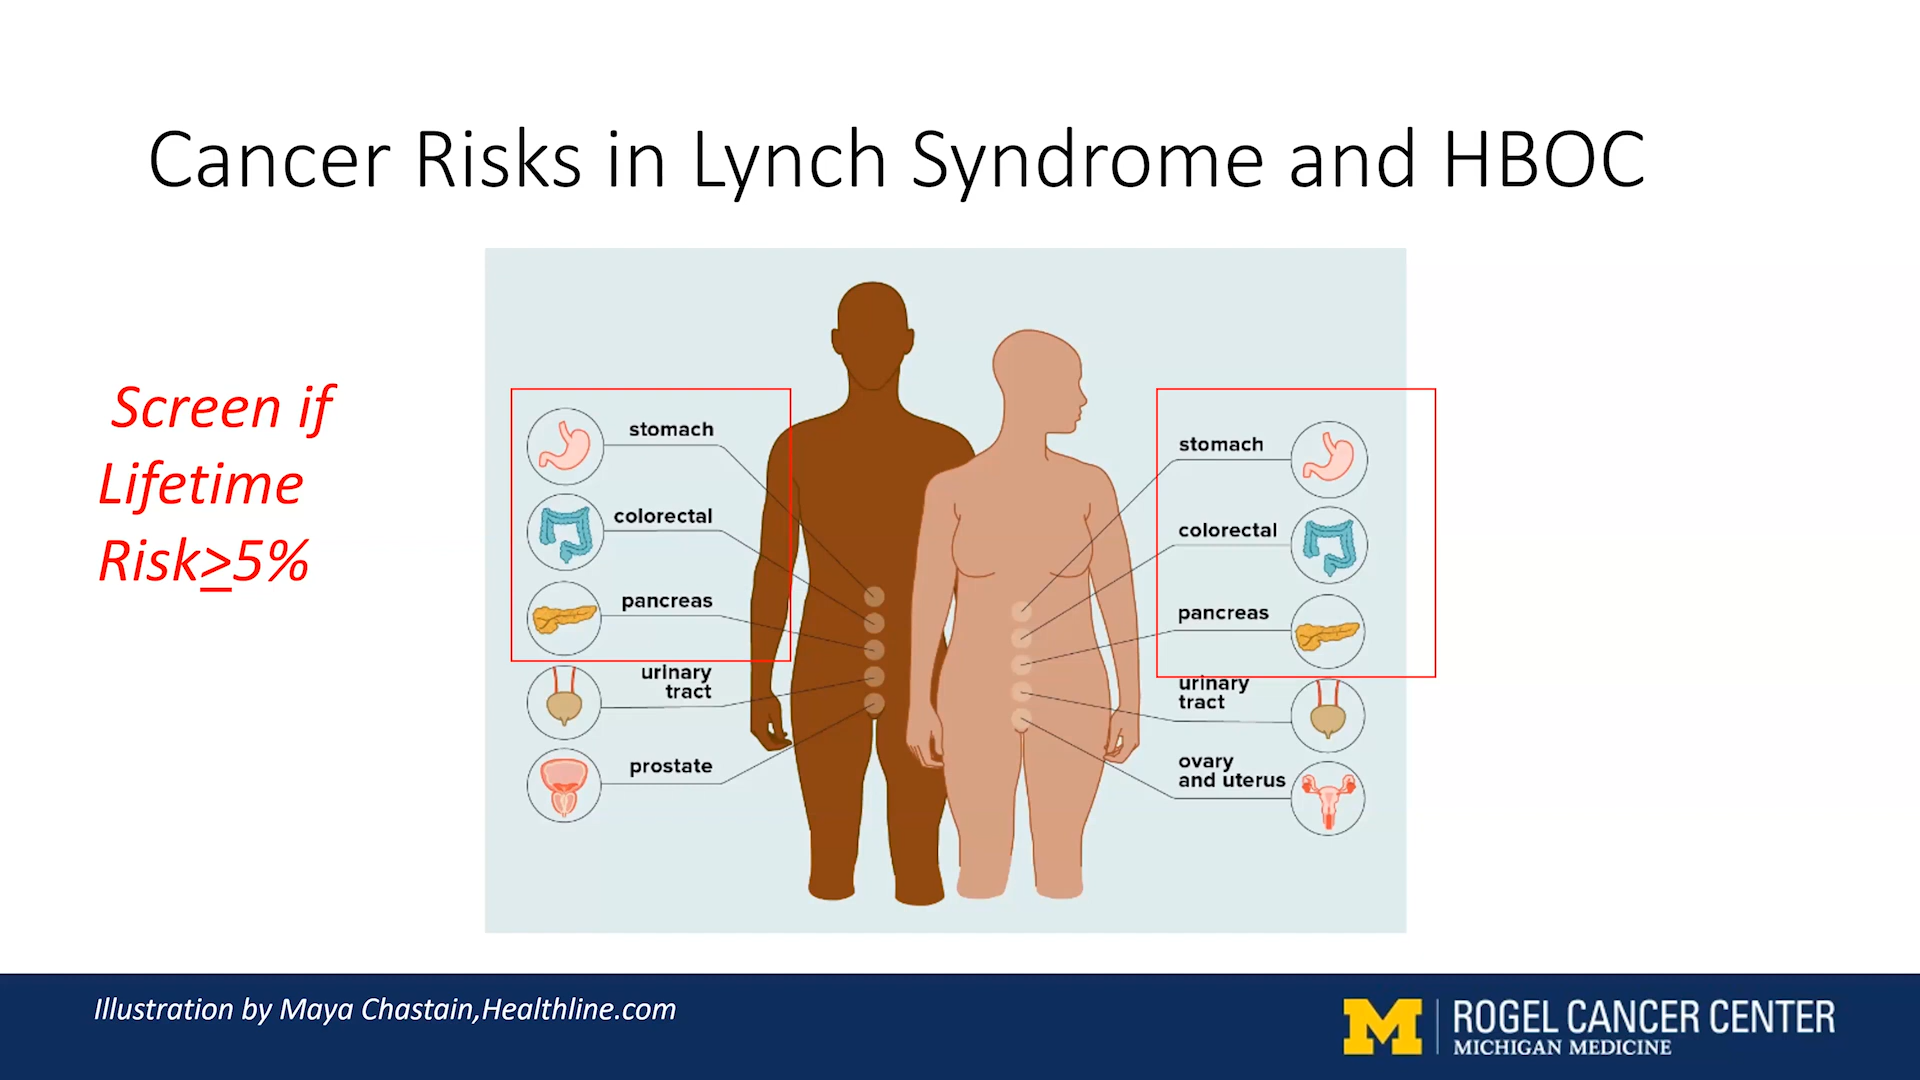 Cancer Risks in Lynch Syndrome and HBOC
Screen if
Lifetime
Risk≥5%
stomach
colorectal
pancreas
urinary
tract
prostate
stomach
colorectal
pancreas
urinary
tract
ovary
and uterus
Illustration by Maya Chastain,Healthline.com
M
ROGEL CANCER CENTER
MICHIGAN MEDICINE